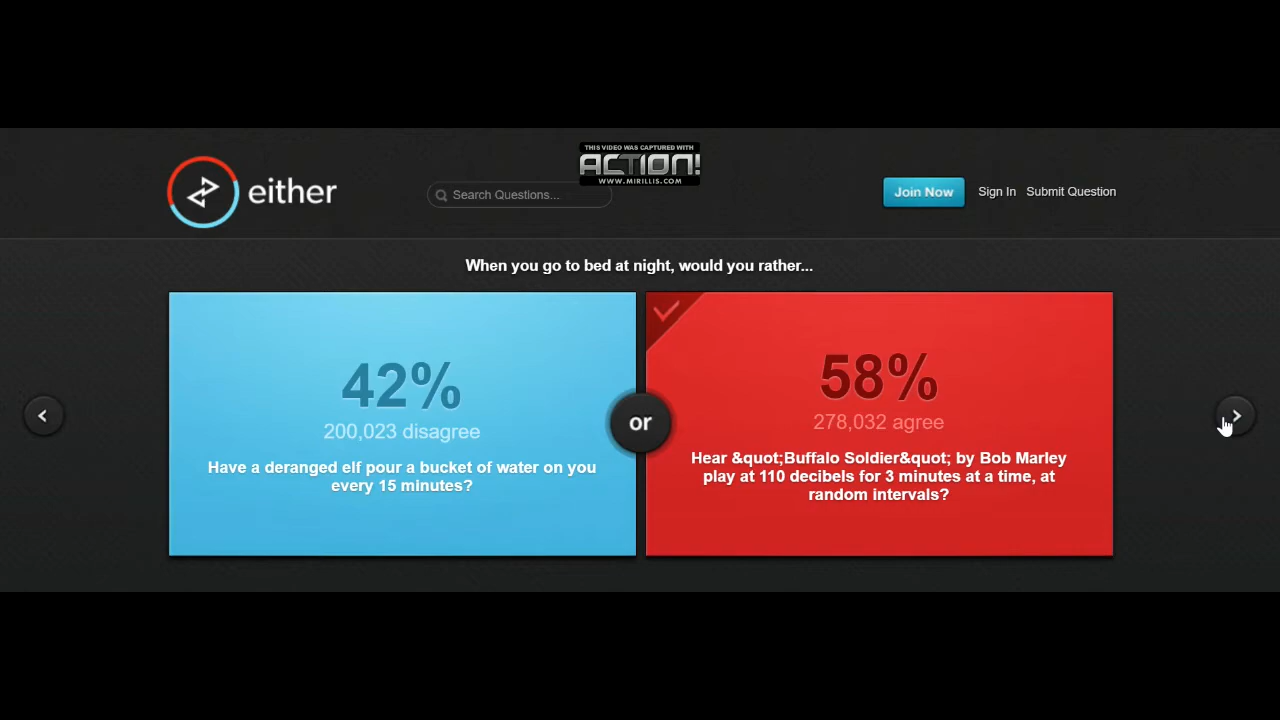 THIS VIDEO WAS CAPTURED WITH
ACTION!
WWW.MIRILLIS.COM
either
Search Questions...
Join Now
Sign In
Submit Question
When you go to bed at night, would you rather...
42%
200,023 disagree
Have a deranged elf pour a bucket of water on you
every 15 minutes?
or
58%
278,032 agree
Hear &quot;Buffalo Soldier&quot; by Bob Marley
play at 110 decibels for 3 minutes at a time, at
random intervals?